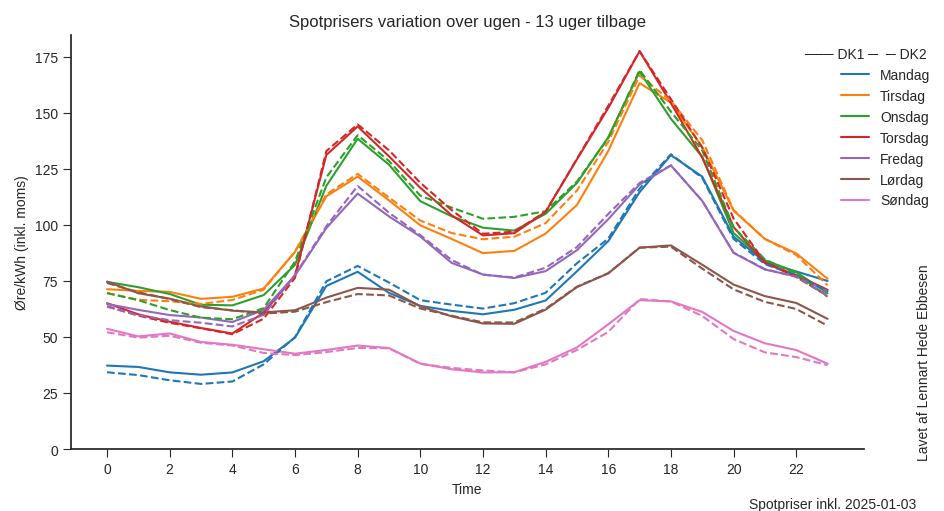 Spotprisers variation over ugen - 13 uger tilbage
Øre/kWh (inkl. moms)
175
150
125
100
75
50
25
0
0 2 4 6 8 10 12 14 16 18 20 22
Time
DK1 DK2
Mandag
Tirsdag
Onsdag
Torsdag
Fredag
Lørdag
Søndag
Lavet af Lennart Hede Ebbesen
Spotpriser inkl. 2025-01-03